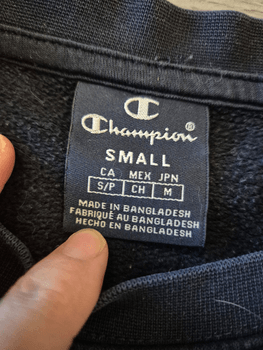 Champion®
SMALL
CA MEX JPN
S/P CH M
MADE IN BANGLADESH
FABRIQUÉ AU BANGLADESH
HECHO EN BANGLADESH